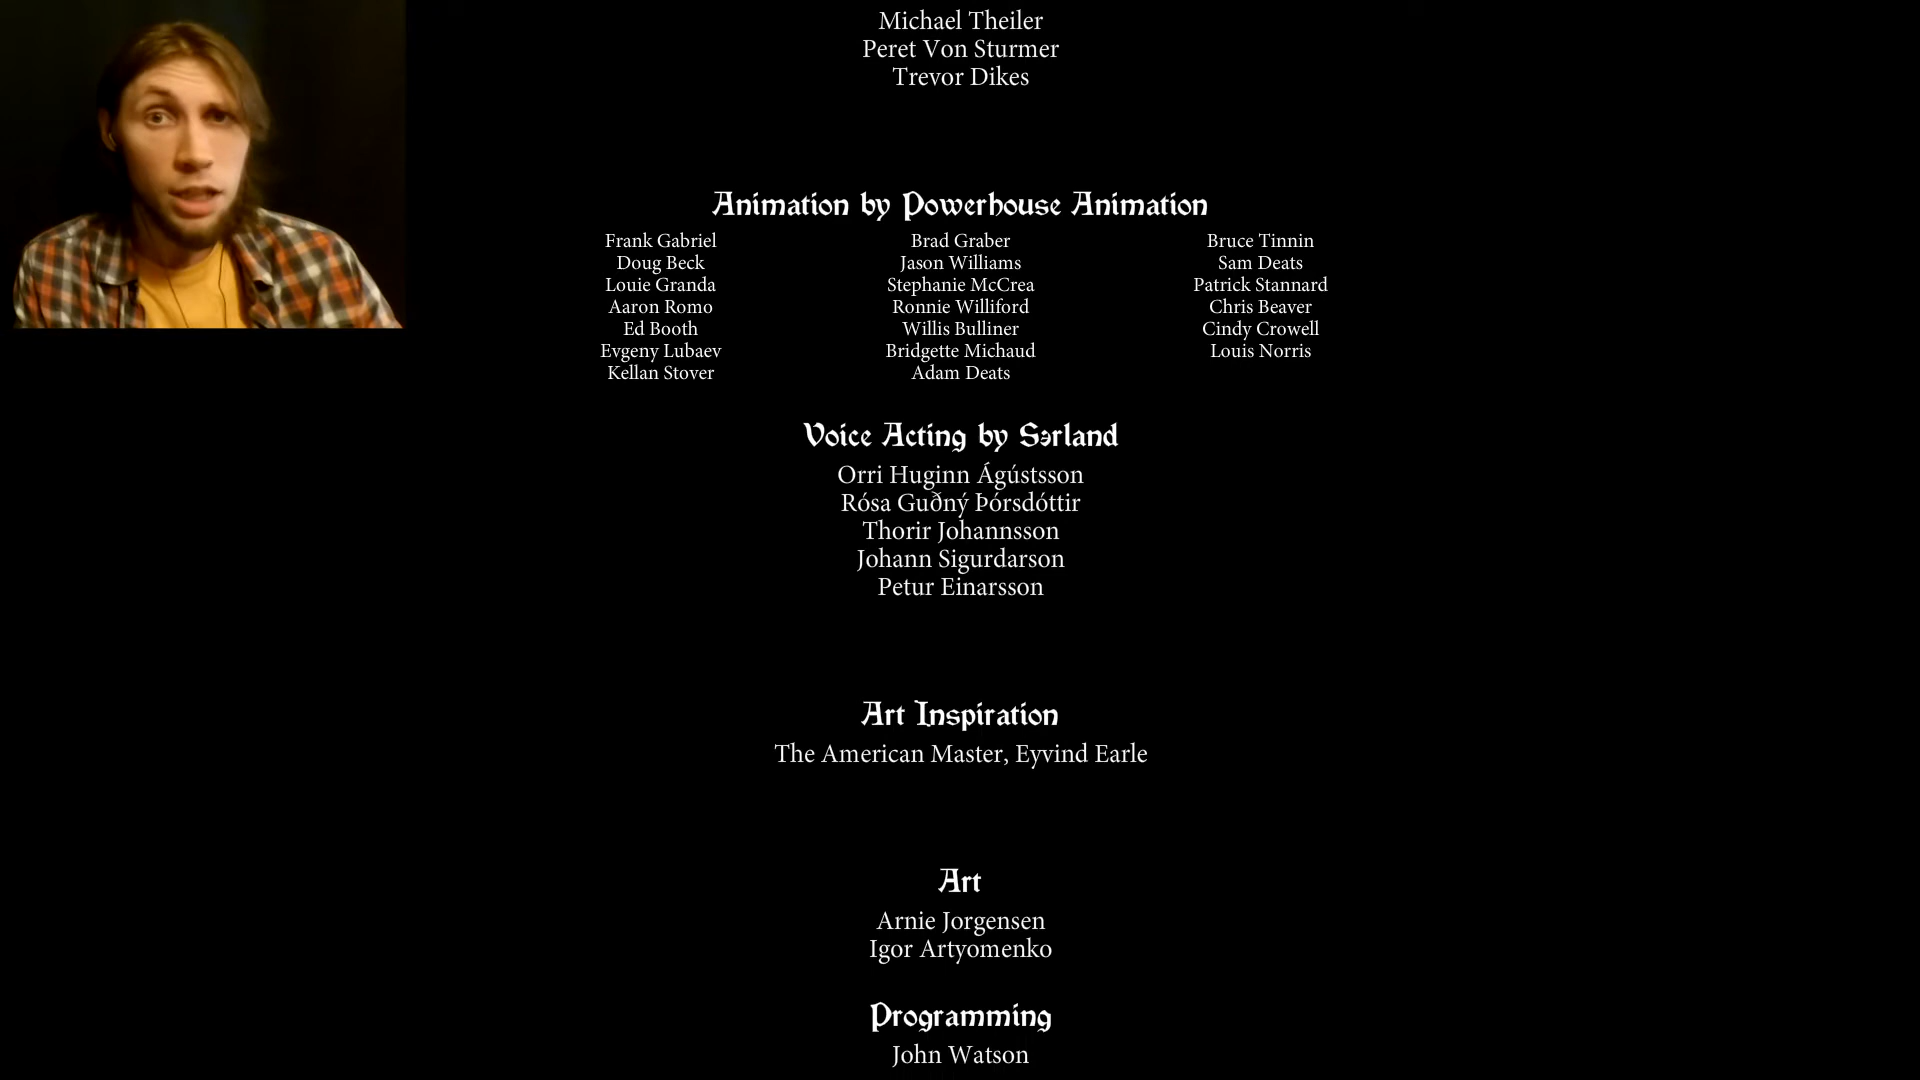 Michael Theiler
Peret Von Sturmer
Trevor Dikes
Animation by Powerhouse Animation
Frank Gabriel Brad Graber Bruce Tinnin
Doug Beck Jason Williams Sam Deats
Louie Granda Stephanie McCrea Patrick Stannard
Aaron Romo Ronnie Williford Chris Beaver
Ed Booth Willis Bulliner Cindy Crowell
Evgeny Lubaev Bridgette Michaud Louis Norris
Kellan Stover Adam Deats
Voice Acting by Sərland
Orri Huginn Ágústsson
Rósa Guðný Þórsdóttir
Thorir Johannsson
Johann Sigurdarson
Petur Einarsson
Art Inspiration
The American Master, Eyvind Earle
Art
Arnie Jorgensen
Igor Artyomenko
Programming
John Watson